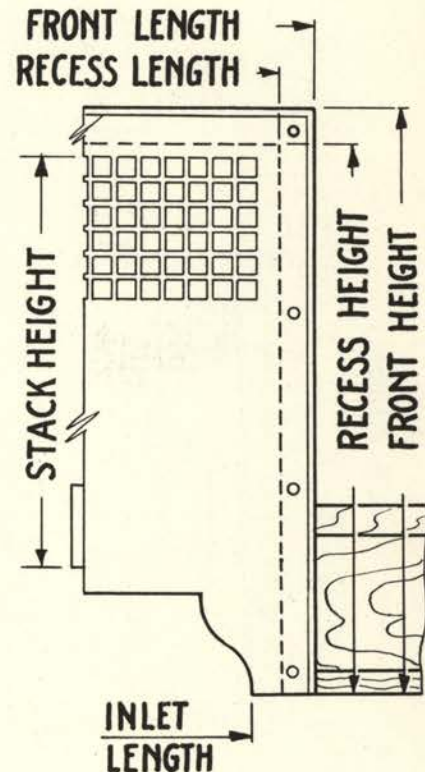 FRONT LENGTH
RECESS LENGTH
STACK HEIGHT
RECESS HEIGHT
FRONT HEIGHT
INLET
LENGTH